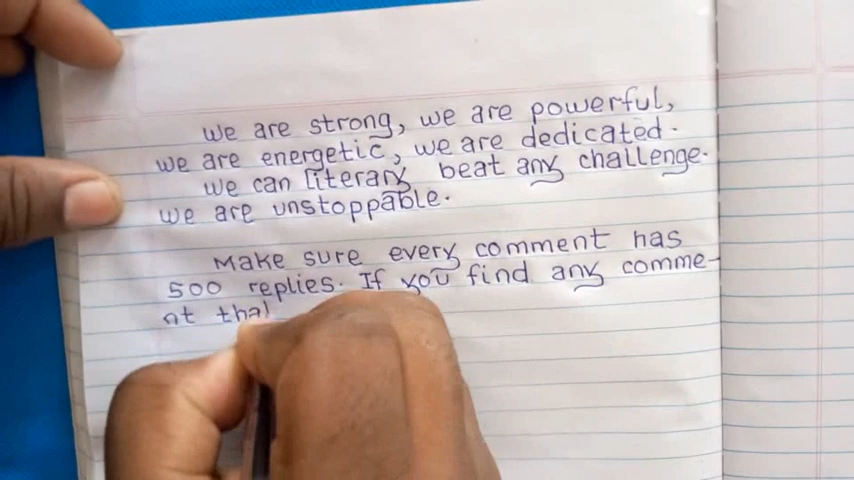 We are strong, we are powerful,
we are energetic, we are dedicated.
we can literary beat any challenge.
we are unstoppable.
Make sure every comment has
500 replies. If you find any comme-
nt that